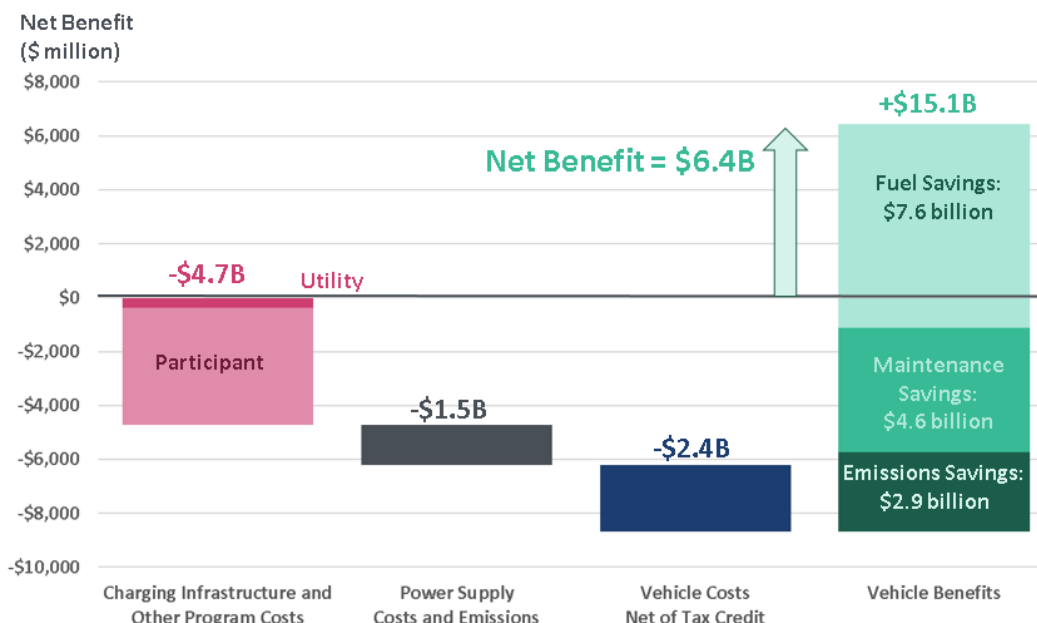 Net Benefit
($ million)
$8,000
+$15.1B
$6,000
Net Benefit = $6.4B
$4,000
Fuel Savings:
$7.6 billion
$2,000
-$4.7B
Utility
$0
-$2,000
Participant
Maintenance
Savings:
$4.6 billion
-$4,000
-$1.5B
-$6,000
-$2.4B
Emissions Savings:
$2.9 billion
-$8,000
-$10,000
Charging Infrastructure and
Other Program Costs
Power Supply
Costs and Emissions
Vehicle Costs
Net of Tax Credit
Vehicle Benefits